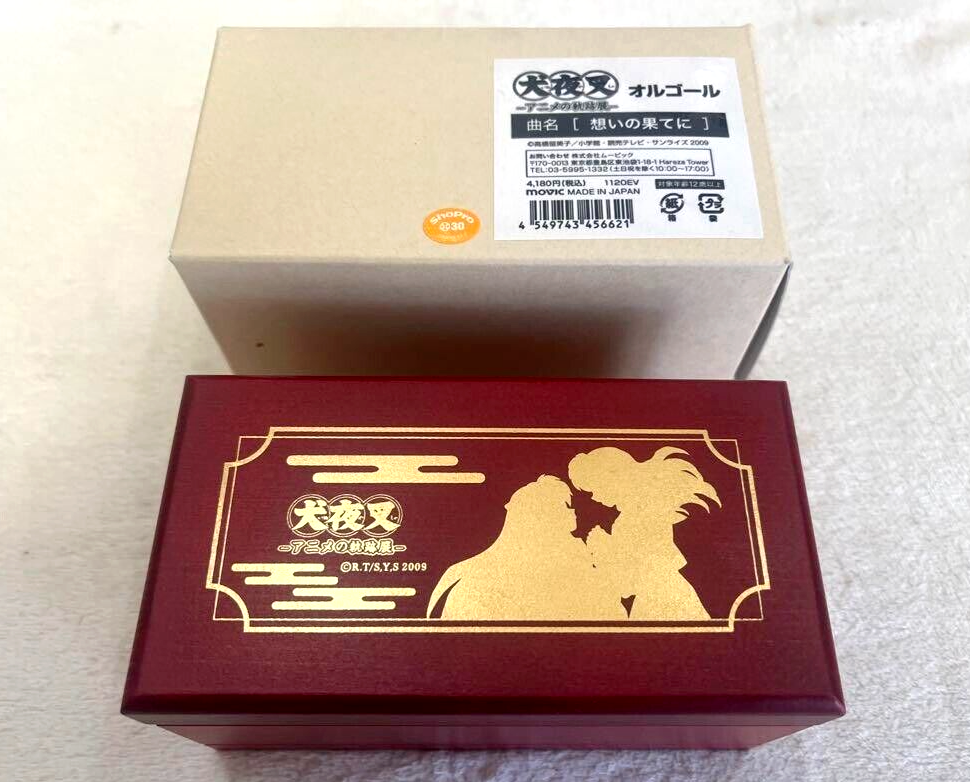 犬夜叉
-アニメの軌跡展-
オルゴール
曲名 [ 想いの果てに ]
©高橋留美子/小学館・読売テレビ・サンライズ 2009
お問い合わせ 株式会社ムービック
〒170-0013 東京都豊島区東池袋1-18-1 Hareza Tower
TEL:03-5995-1332(土日祝を除く10:00~17:00)
4,180円(税込) 1120EV
対象年齢12歳以上
movic MADE IN JAPAN
紙
箱
プラ
袋
4 549743 456621
ShoPro
30
犬夜叉
-アニメの軌跡展-
©R.T/S,Y,S 2009